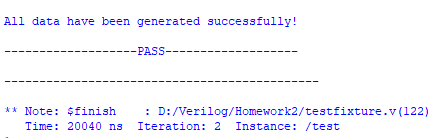 All data have been generated successfully!
-------------------PASS-------------------
---------------------------------------------
** Note: $finish    : D:/Verilog/Homework2/testfixture.v(122)
   Time: 20040 ns  Iteration: 2  Instance: /test